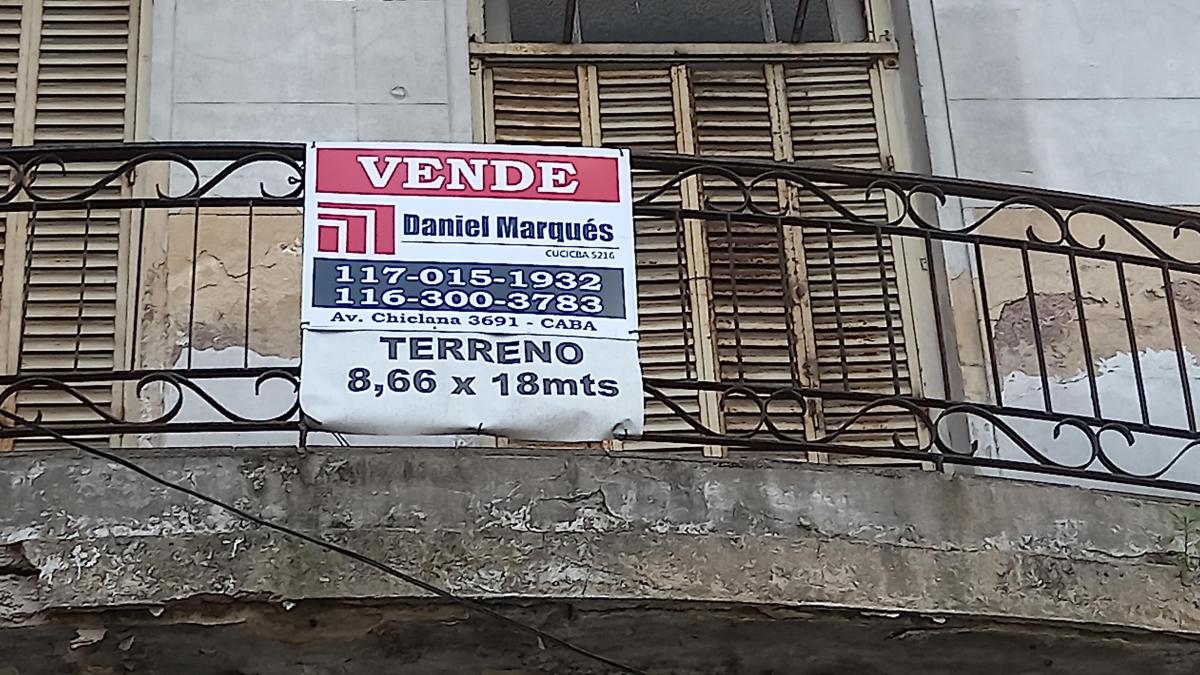 VENDE
Daniel Marqués
CUCICBA 5216
117-015-1932
116-300-3783
Av. Chiclana 3691 - CABA
TERRENO
8,66 x 18mts